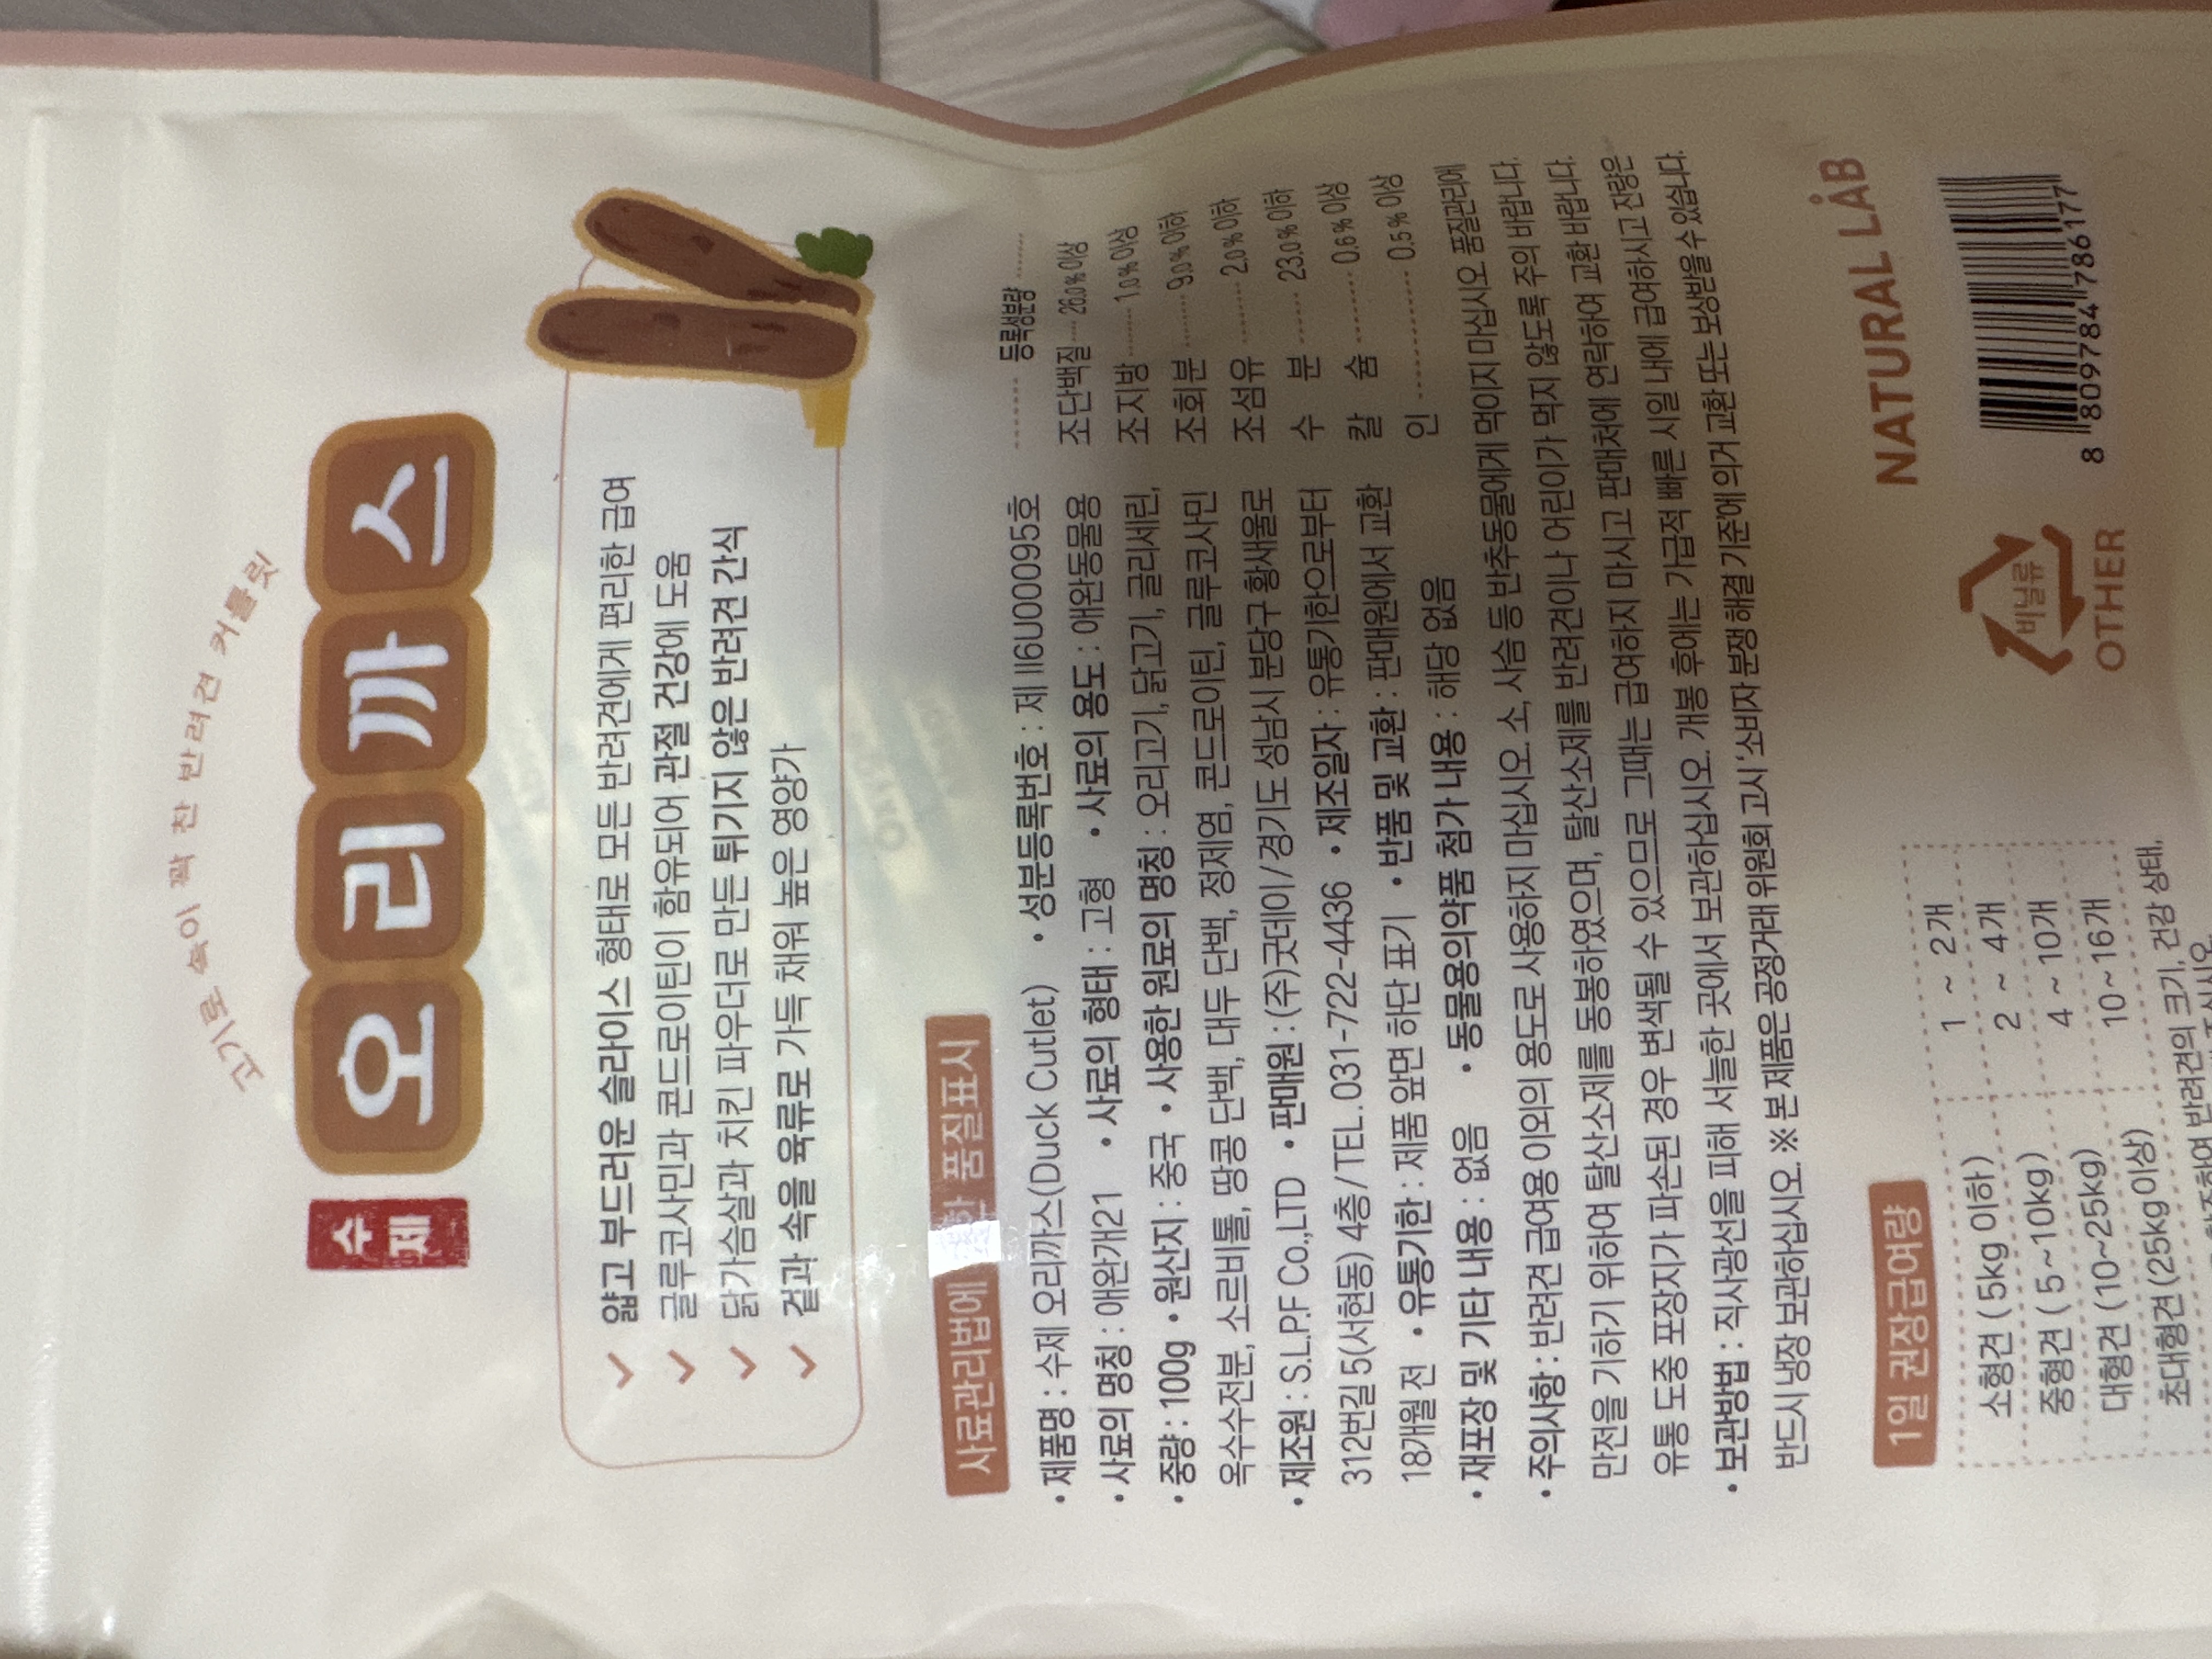 고기로 속이 꽉 찬 반려견 커틀릿
수제
오리까스
얇고 부드러운 슬라이스 형태로 모든 반려견에게 편리한 급여
글루코사민과 콘드로이틴이 함유되어 관절 건강에 도움
닭가슴살과 치킨 파우더로 만든 튀기지 않은 반려견 간식
겉과 속을 육류로 가득 채워 높은 영양가
사료관리법에 의한 품질표시
• 제품명 : 수제 오리까스(Duck Cutlet) • 성분등록번호 : 제 II6U00095호
• 사료의 명칭 : 애완개21 • 사료의 형태 : 고형 • 사료의 용도 : 애완동물용
• 중량 : 100g • 원산지 : 중국 • 사용한 원료의 명칭 : 오리고기, 닭고기, 글리세린,
옥수수전분, 소르비톨, 땅콩 단백, 대두 단백, 정제염, 콘드로이틴, 글루코사민
• 제조원 : S.L.P.F Co.,LTD • 판매원 : (주)굿데이 / 경기도 성남시 분당구 황새울로
312번길 5(서현동) 4층 / TEL. 031-722-4436 • 제조일자 : 유통기한으로부터
18개월 전 • 유통기한 : 제품 앞면 하단 표기 • 반품 및 교환 : 판매원에서 교환
• 재포장 및 기타 내용 : 없음 • 동물용의약품 첨가 내용 : 해당 없음
등록성분량
조단백질 26.0% 이상
조지방 1.0% 이상
조회분 9.0% 이하
조섬유 2.0% 이하
수 분 23.0% 이하
칼 슘 0.6% 이상
인 0.5% 이상
• 주의사항 : 반려견 급여용 이외의 용도로 사용하지 마십시오. 소, 사슴 등 반추동물에게 먹이지 마십시오 품질관리에
만전을 기하기 위하여 탈산소제를 동봉하였으며, 탈산소제를 반려견이나 어린이가 먹지 않도록 주의 바랍니다.
유통 도중 포장지가 파손된 경우 변색될 수 있으므로 그때는 급여하지 마시고 판매처에 연락하여 교환 바랍니다.
• 보관방법 : 직사광선을 피해 서늘한 곳에서 보관하십시오. 개봉 후에는 가급적 빠른 시일 내에 급여하시고 잔량은
반드시 냉장 보관하십시오. ※ 본 제품은 공정거래 위원회 고시 '소비자 분쟁 해결 기준'에 의거 교환 또는 보상받을 수 있습니다.
1일 권장급여량
소형견 ( 5kg 이하 ) 1 ~ 2개
중형견 ( 5 ~10kg ) 2 ~ 4개
대형견 (10~25kg) 4 ~ 10개
초대형견 (25kg 이상) 10~ 16개
반려견의 크기, 건강 상태,
비닐류
OTHER
NATURAL LAB
8 809784 786177